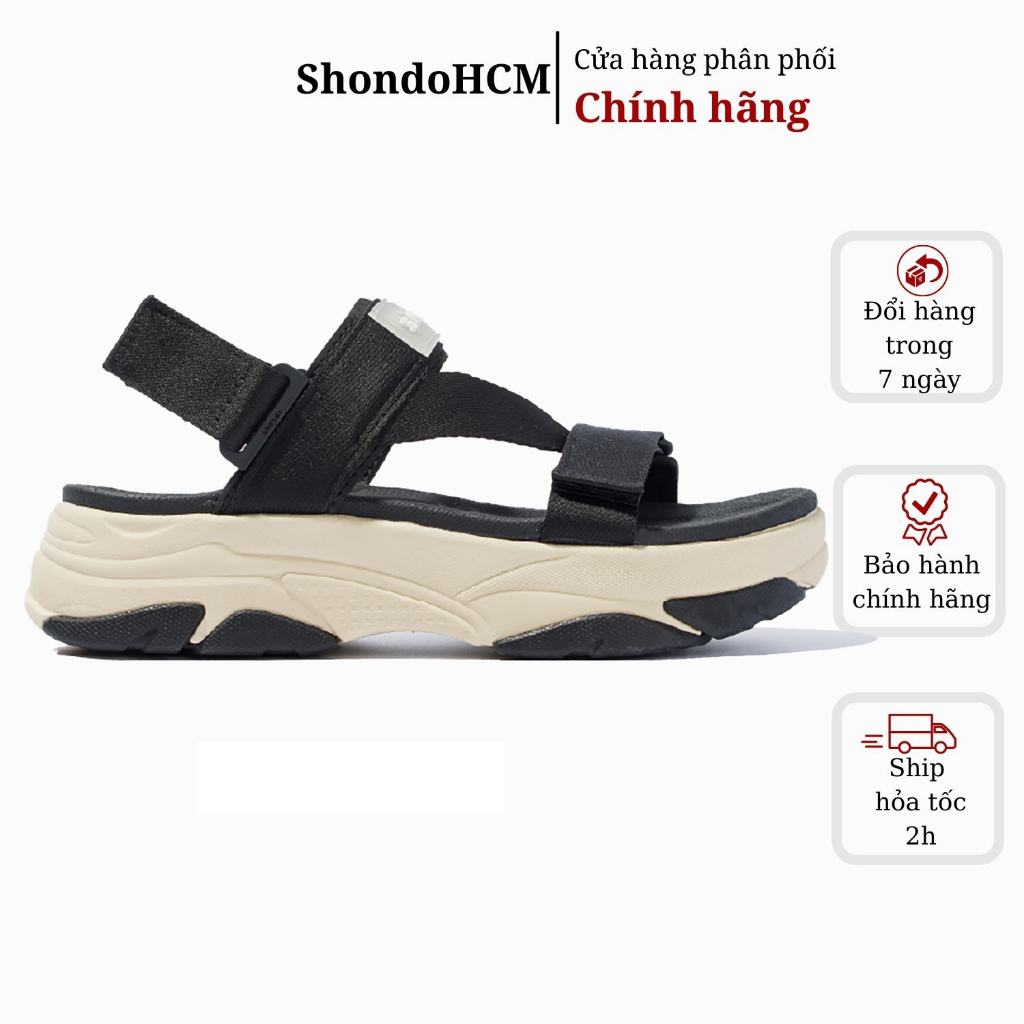 ShondoHCM
Cửa hàng phân phối
Chính hãng
Đổi hàng
trong
7 ngày
Bảo hành
chính hãng
Ship
hỏa tốc
2h